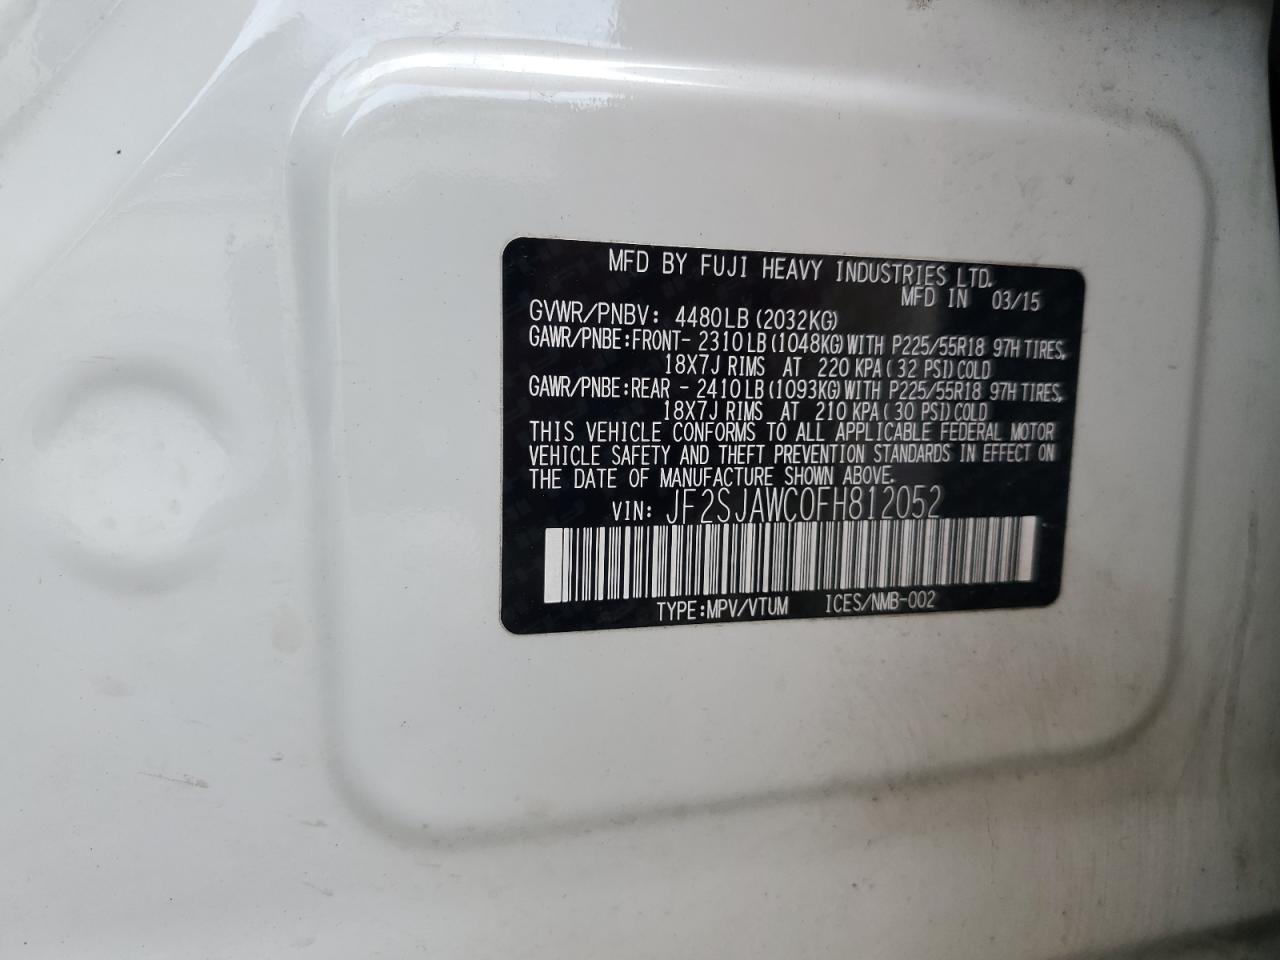 MFD BY FUJI HEAVY INDUSTRIES LTD.
MFD IN 03/15
GVWR/PNBV: 4480LB (2032KG)
GAWR/PNBE:FRONT- 2310LB (1048KG) WITH P225/55R18 97H TIRES,
18X7J RIMS AT 220 KPA ( 32 PSI) COLD
GAWR/PNBE:REAR - 2410LB (1093KG) WITH P225/55R18 97H TIRES,
18X7J RIMS AT 210 KPA ( 30 PSI) COLD
THIS VEHICLE CONFORMS TO ALL APPLICABLE FEDERAL MOTOR
VEHICLE SAFETY AND THEFT PREVENTION STANDARDS IN EFFECT ON
THE DATE OF MANUFACTURE SHOWN ABOVE.
VIN: JF2SJAWC0FH812052
TYPE:MPV/VTUM ICES/NMB-002